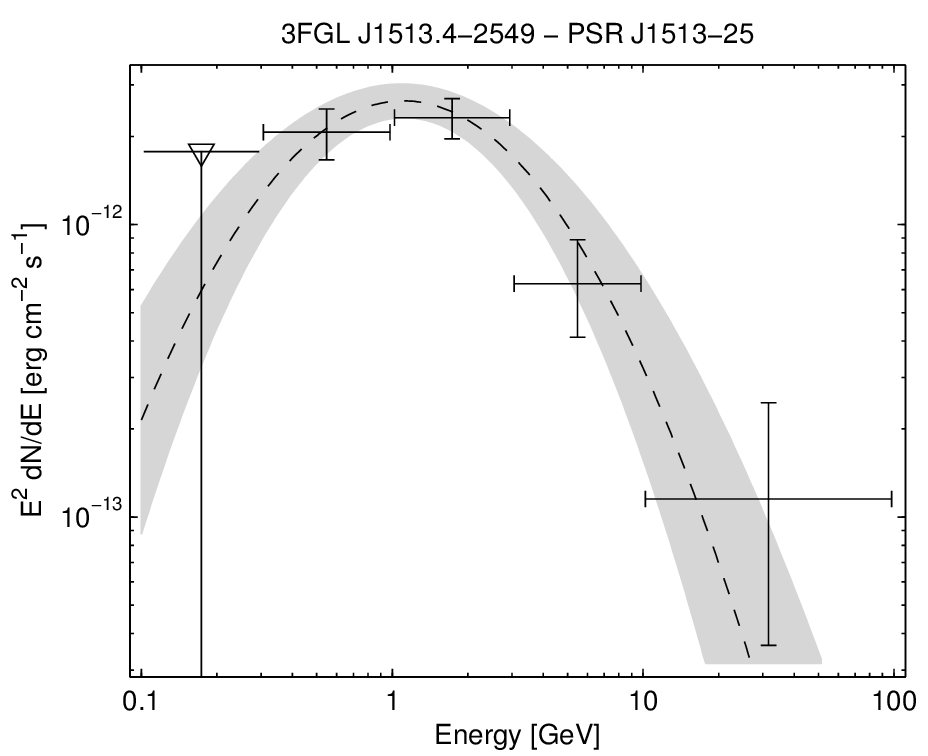 3FGL J1513.4−2549 − PSR J1513−25
E² dN/dE [erg cm⁻² s⁻¹]
10⁻¹²
10⁻¹³
0.1 1 10 100
Energy [GeV]